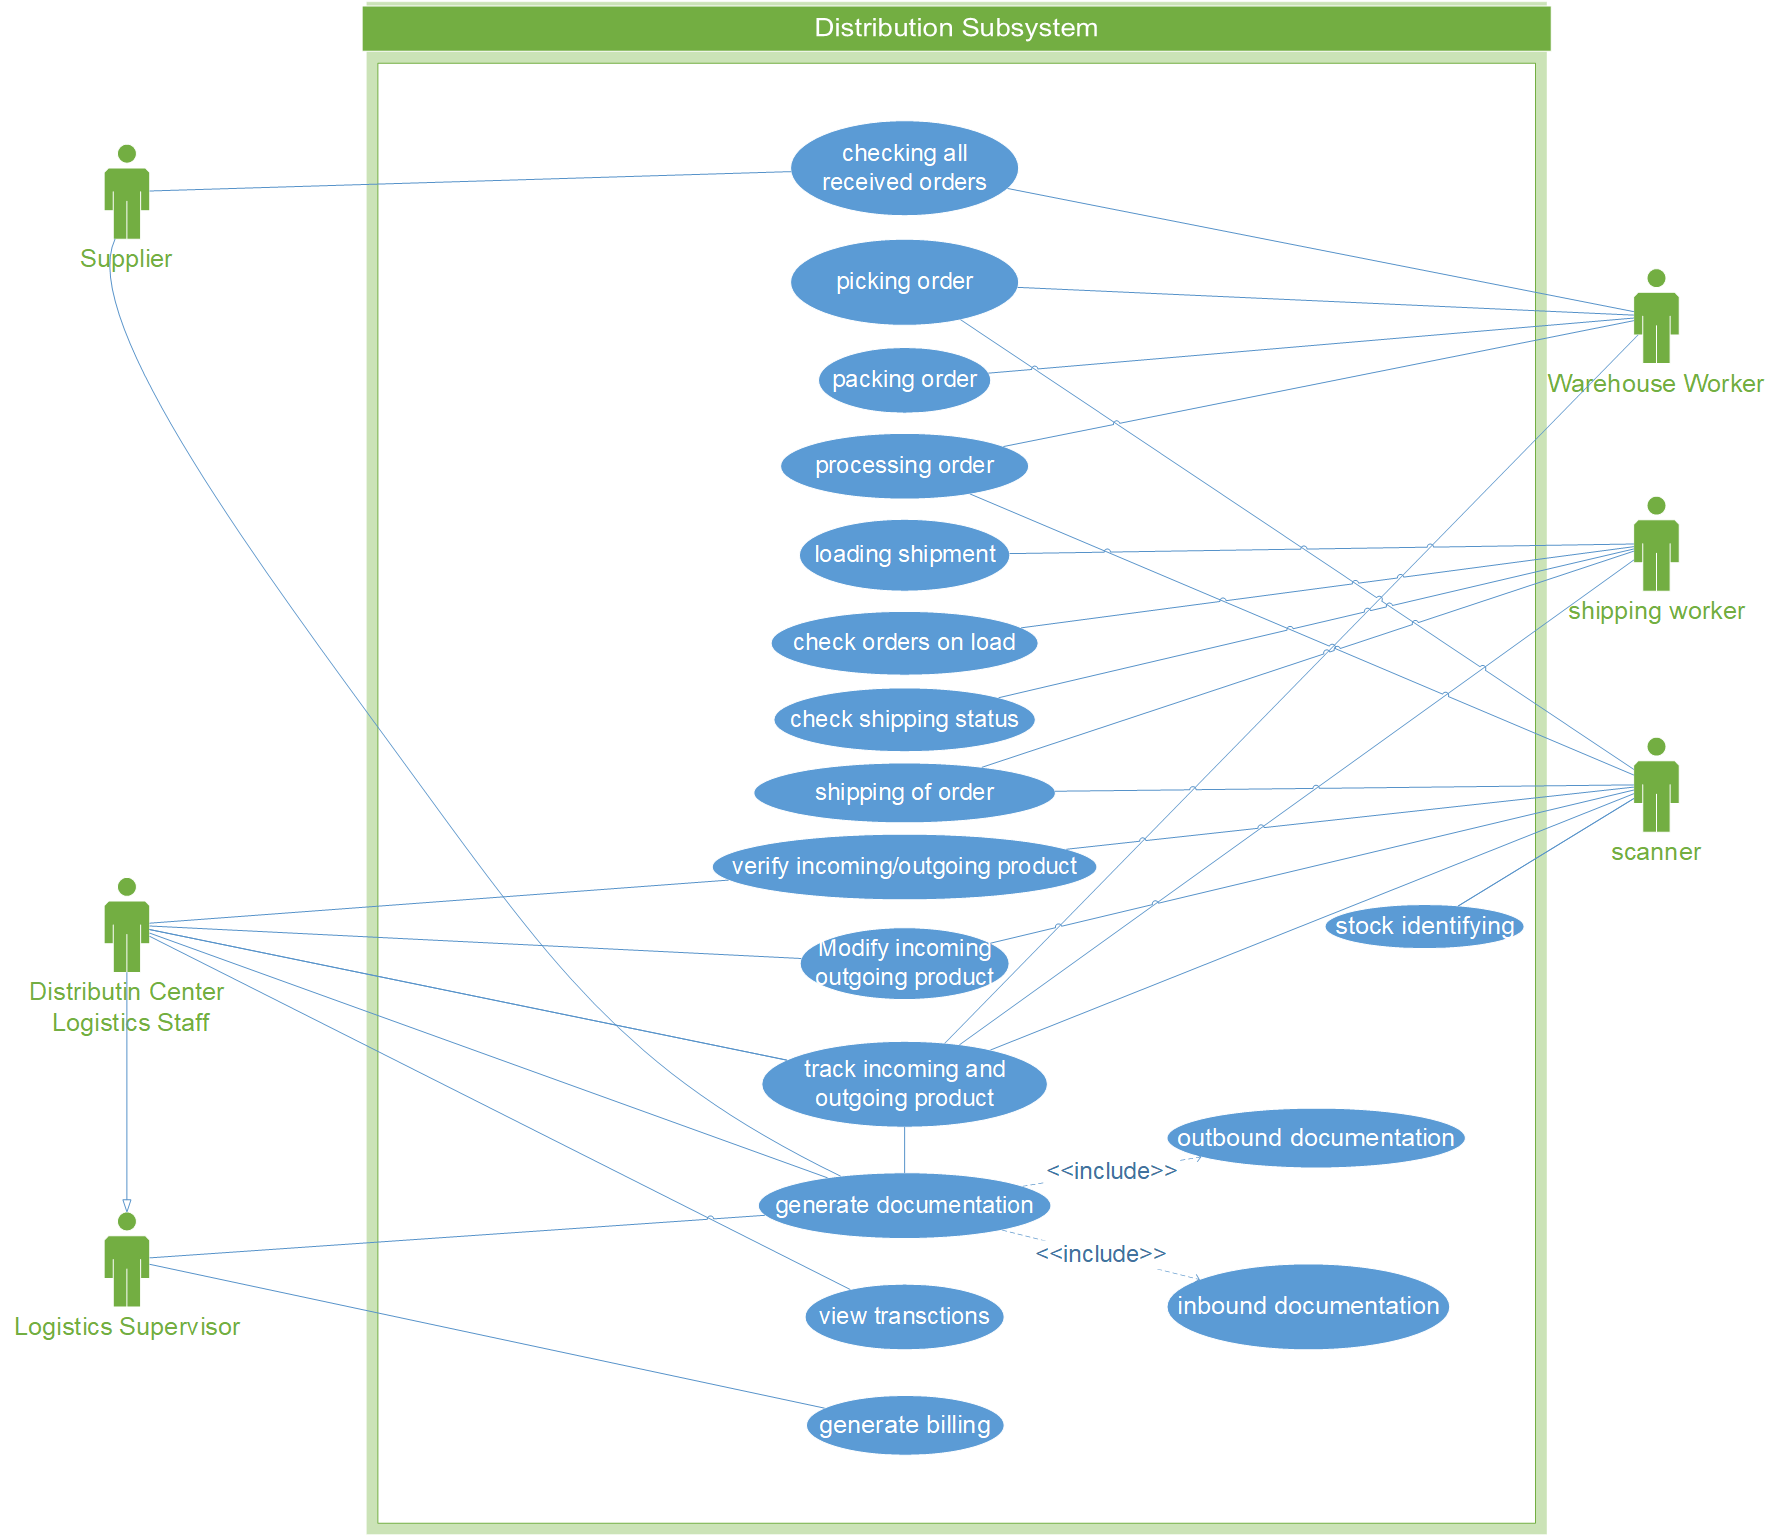 Distribution Subsystem
checking all
received orders
Supplier
picking order
Warehouse Worker
packing order
processing order
loading shipment
shipping worker
check orders on load
check shipping status
shipping of order
scanner
verify incoming/outgoing product
stock identifying
Modify incoming
outgoing product
Distributin Center
Logistics Staff
track incoming and
outgoing product
outbound documentation
<<include>>
generate documentation
<<include>>
inbound documentation
view transctions
Logistics Supervisor
generate billing